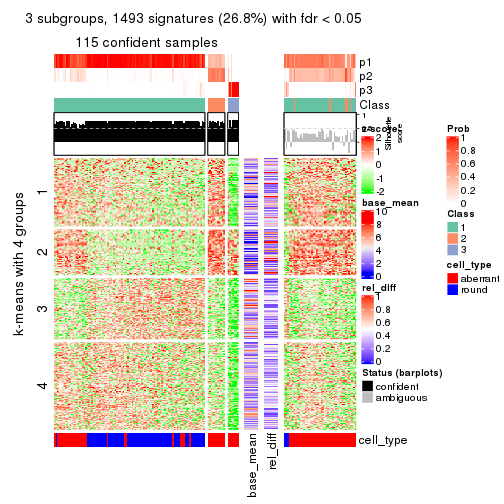 3 subgroups, 1493 signatures (26.8%) with fdr < 0.05
115 confident samples
p1
p2
p3
Class
1
Silhouette
score
k-means with 4 groups
1
2
3
4
z-score
2
1
0
-1
-2
base_mean
10
8
6
4
2
0
rel_diff
1
0.8
0.6
0.4
0.2
0
Status (barplots)
confident
ambiguous
Prob
1
0.8
0.6
0.4
0.2
0
Class
1
2
3
cell_type
aberrant
round
cell_type
base_mean
rel_diff